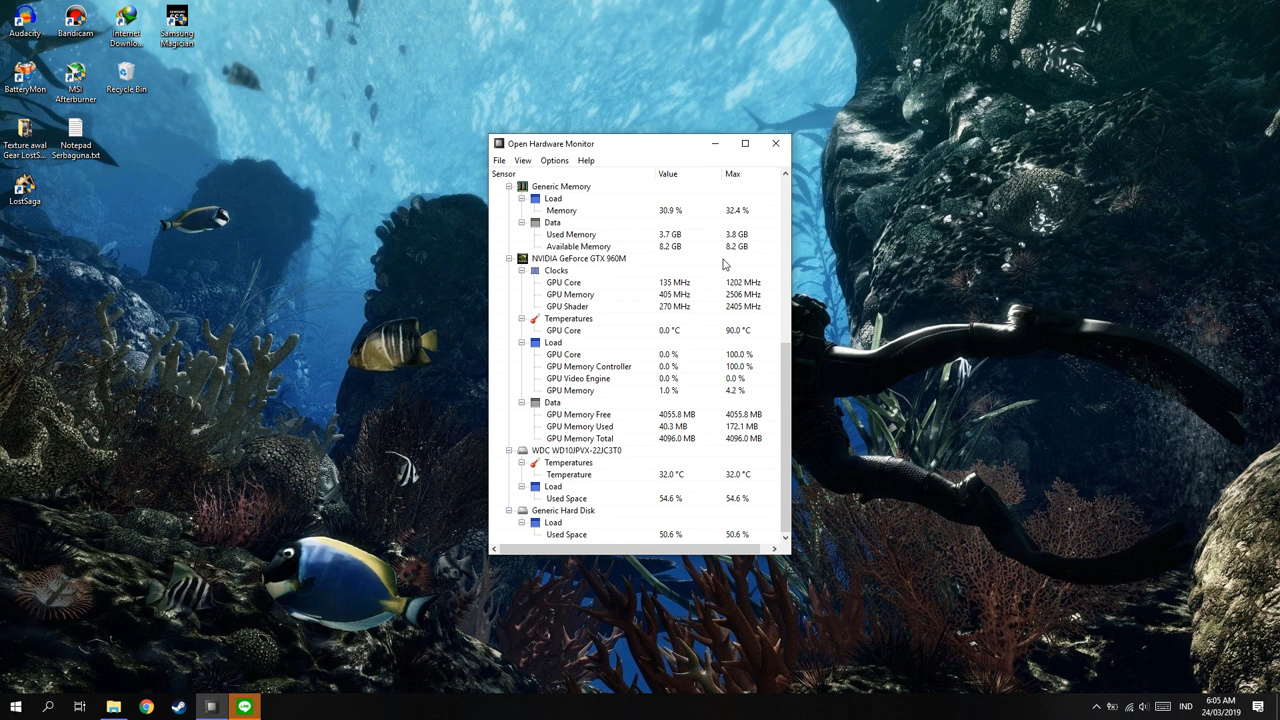 Audacity
Bandicam
Internet
Downlo...
Samsung
Magician
BatteryMon
MSI
Afterburner
Recycle Bin
Texture awal
Gear LostS...
Notepad
Serbaguna.txt
LostSaga
Open Hardware Monitor
File View Options Help
Sensor Value Max
Generic Memory
Load
Memory 30.9 % 32.4 %
Data
Used Memory 3.7 GB 3.8 GB
Available Memory 8.2 GB 8.2 GB
NVIDIA GeForce GTX 960M
Clocks
GPU Core 135 MHz 1202 MHz
GPU Memory 405 MHz 2506 MHz
GPU Shader 270 MHz 2405 MHz
Temperatures
GPU Core 0.0 °C 90.0 °C
Load
GPU Core 0.0 % 100.0 %
GPU Memory Controller 0.0 % 100.0 %
GPU Video Engine 0.0 % 0.0 %
GPU Memory 1.0 % 4.2 %
Data
GPU Memory Free 4055.8 MB 4055.8 MB
GPU Memory Used 40.3 MB 172.1 MB
GPU Memory Total 4096.0 MB 4096.0 MB
WDC WD10JPVX-22JC3T0
Temperatures
Temperature 32.0 °C 32.0 °C
Load
Used Space 54.6 % 54.6 %
Generic Hard Disk
Load
Used Space 50.6 % 50.6 %
IND
6:05 AM
24/03/2019